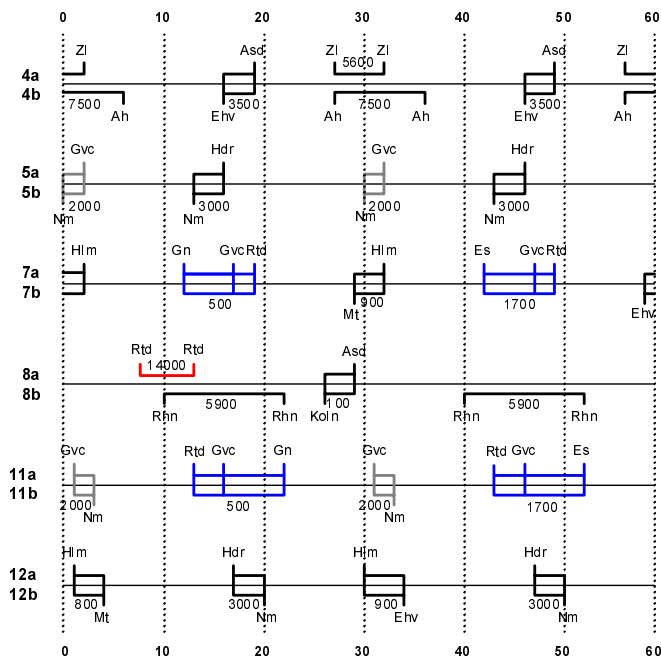 0 10 20 30 40 50 60
Zl Asd Zl Zl Asd Zl
5600
4a
4b
7500 3500 7500 3500
Ah Ehv Ah Ah Ehv Ah
Gvc Hdr Gvc Hdr
5a
5b
2000 3000 2000 3000
Nm Nm Nm Nm
Hlm Gn Gvc Rtd Hlm Es Gvc Rtd
7a
7b
500 900 1700
Mt Ehv
Rtd Rtd Asd
14000
8a
8b
5900 100 5900
Rhn Rhn Koln Rhn Rhn
Gvc Rtd Gvc Gn Gvc Rtd Gvc Es
11a
11b
2000 500 2000 1700
Nm Nm
Hlm Hdr Hlm Hdr
12a
12b
800 3000 900 3000
Mt Nm Ehv Nm
0 10 20 30 40 50 60